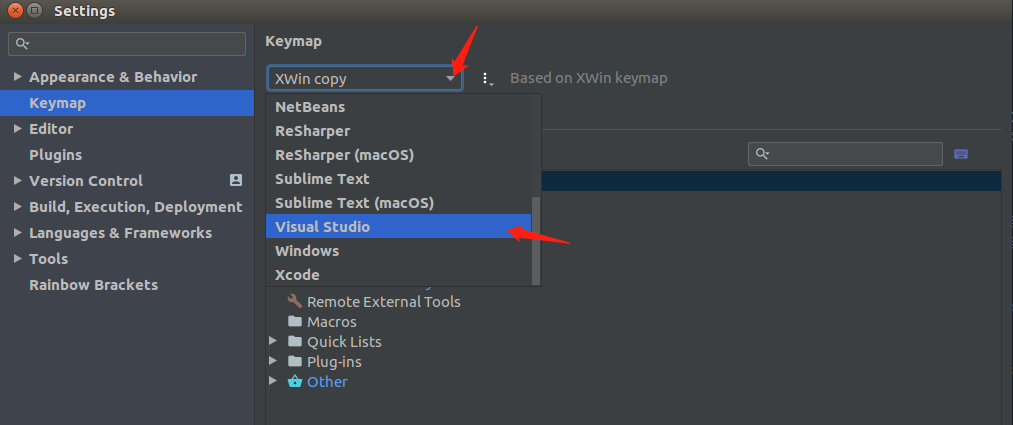 Settings
Appearance & Behavior
Keymap
Editor
Plugins
Version Control
Build, Execution, Deployment
Languages & Frameworks
Tools
Rainbow Brackets
Keymap
XWin copy
Based on XWin keymap
NetBeans
ReSharper
ReSharper (macOS)
Sublime Text
Sublime Text (macOS)
Visual Studio
Windows
Xcode
Remote External Tools
Macros
Quick Lists
Plug-ins
Other